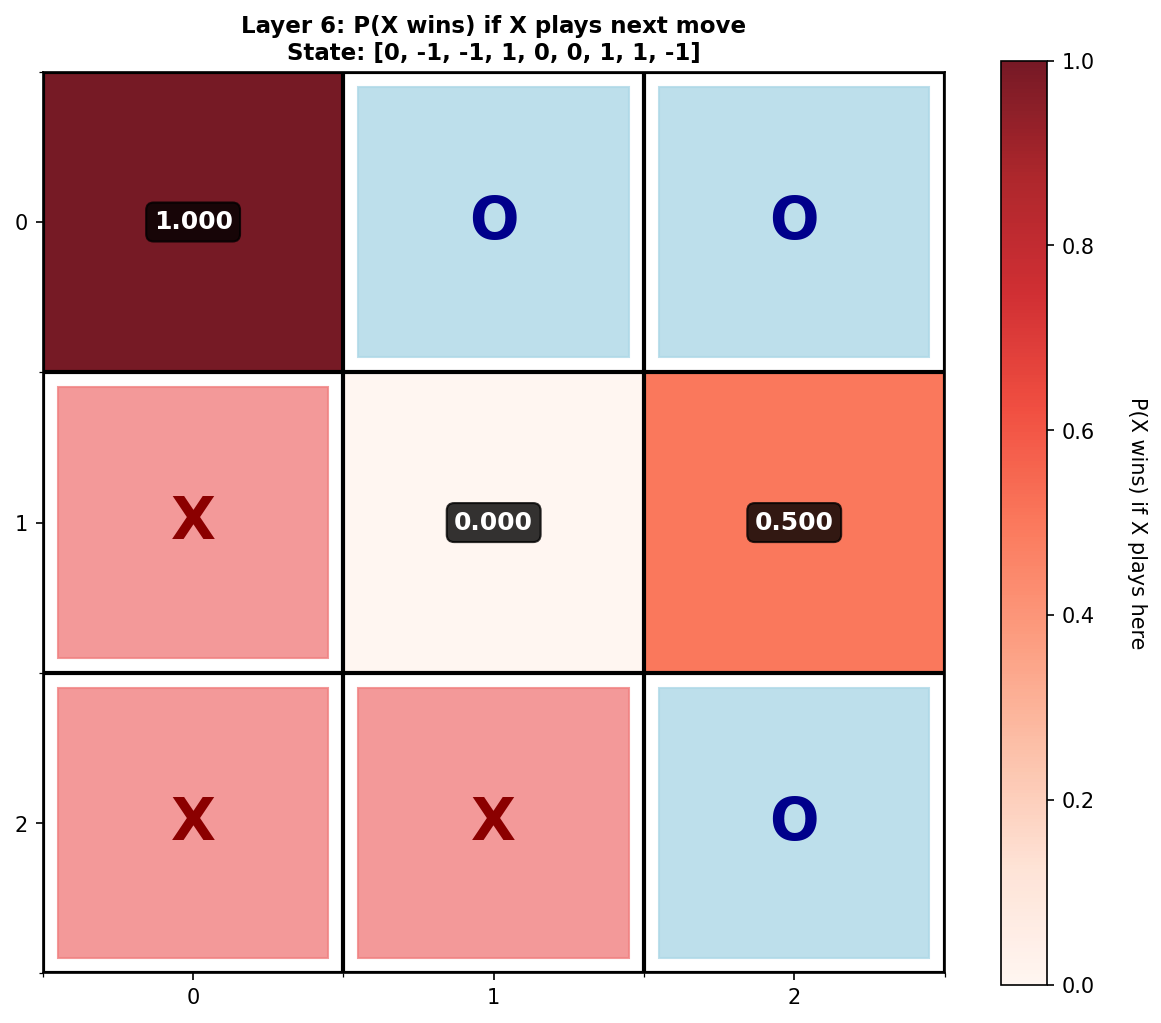 Layer 6: P(X wins) if X plays next move
State: [0, -1, -1, 1, 0, 0, 1, 1, -1]
0
1.000
O
O
1
X
0.000
0.500
2
X
X
O
0
1
2
1.0
0.8
0.6
0.4
0.2
0.0
P(X wins) if X plays here